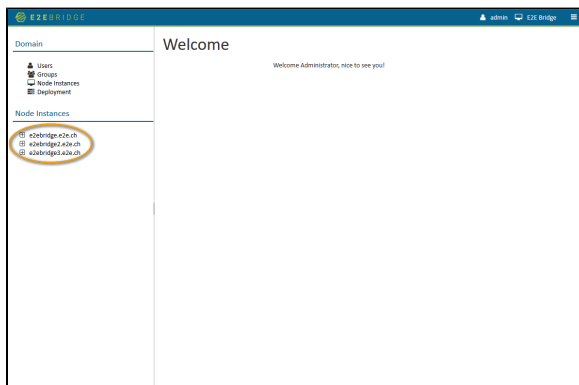 E2EBRIDGE
admin E2E Bridge
Domain
Users
Groups
Node Instances
Deployment
Node Instances
e2ebridge.e2e.ch
e2ebridge2.e2e.ch
e2ebridge3.e2e.ch
Welcome
Welcome Administrator, nice to see you!